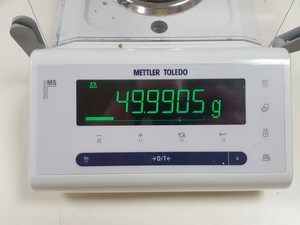 METTLER TOLEDO
MS
49.9905 g
→0/T←